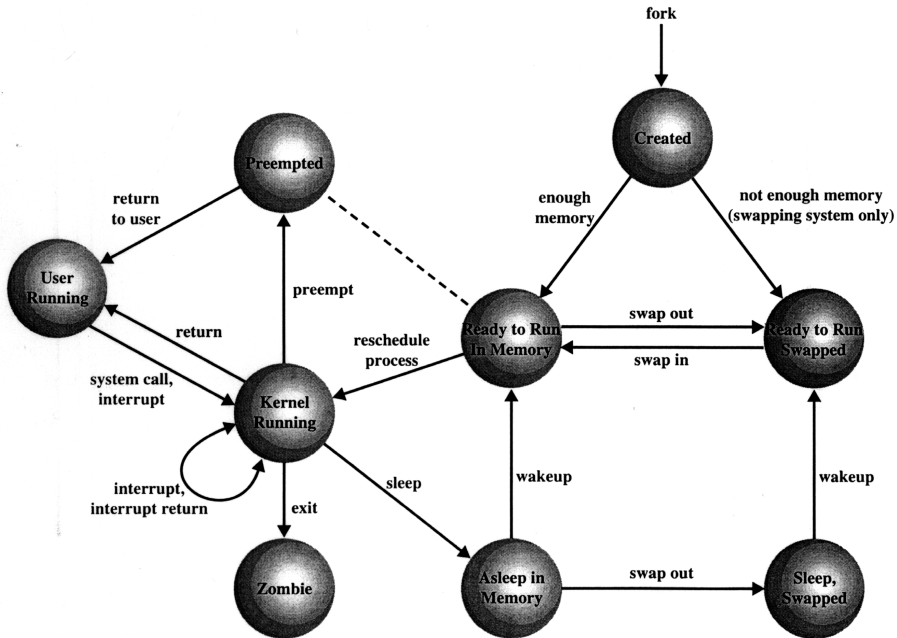 fork
Created
Preempted
enough
memory
not enough memory
(swapping system only)
return
to user
User
Running
preempt
return
Ready to Run
In Memory
swap out
swap in
Ready to Run
Swapped
reschedule
process
system call,
interrupt
Kernel
Running
interrupt,
interrupt return
sleep
wakeup
wakeup
exit
Zombie
Asleep in
Memory
swap out
Sleep,
Swapped